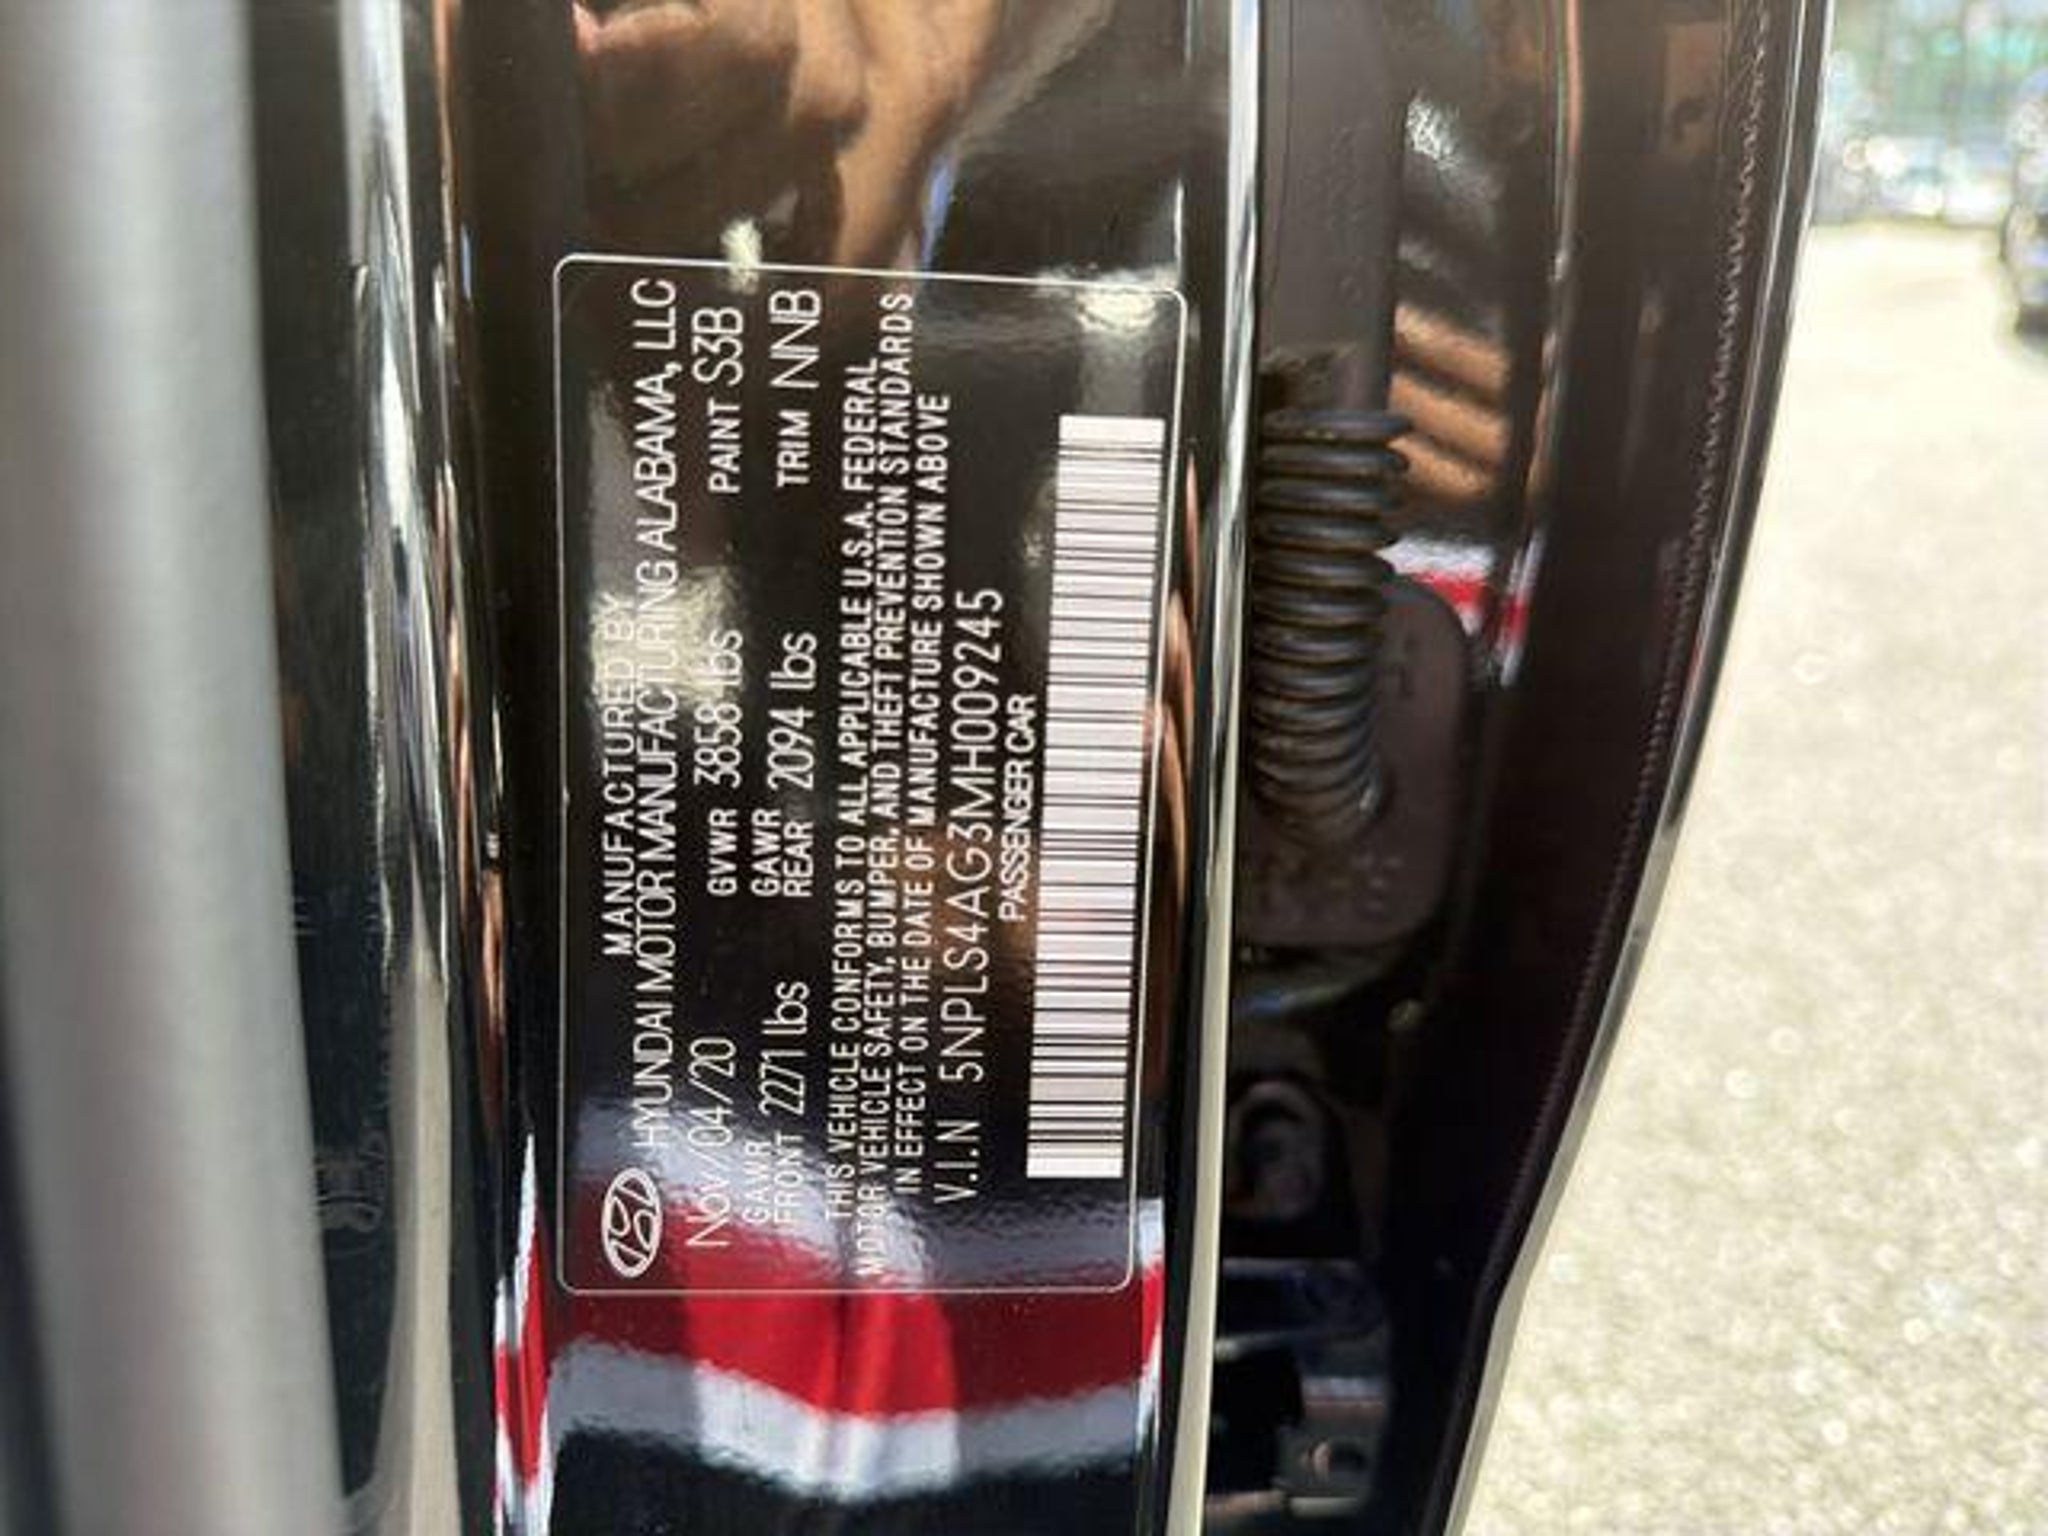 MANUFACTURED BY
HYUNDAI MOTOR MANUFACTURING ALABAMA, LLC
Nov/04/20 GVWR 3858 lbs PAINT S3B
GAWR FRONT 2271 lbs GAWR REAR 2094 lbs TRIM NNB
THIS VEHICLE CONFORMS TO ALL APPLICABLE U.S.A. FEDERAL
MOTOR VEHICLE SAFETY, BUMPER, AND THEFT PREVENTION STANDARDS
IN EFFECT ON THE DATE OF MANUFACTURE SHOWN ABOVE
V.I.N 5NPLS4AG3MH009245
PASSENGER CAR